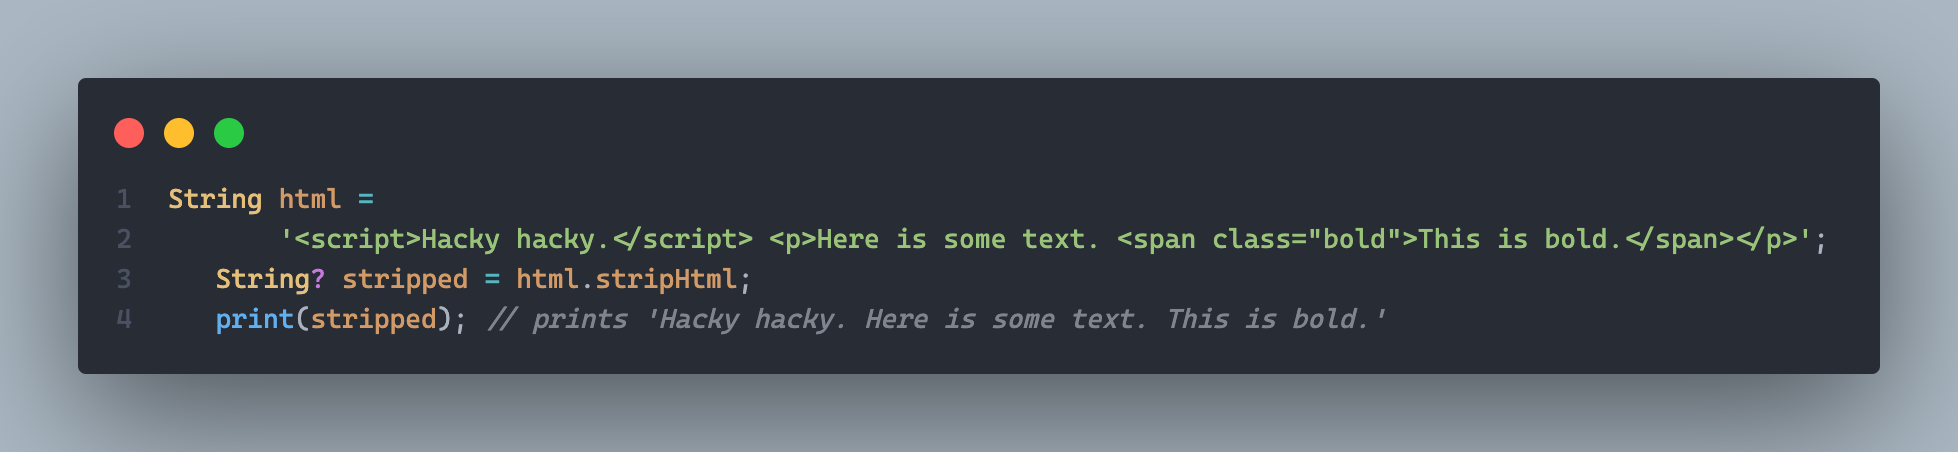 1 String html =
2 '<script>Hacky hacky.</script> <p>Here is some text. <span class="bold">This is bold.</span></p>';
3 String? stripped = html.stripHtml;
4 print(stripped); // prints 'Hacky hacky. Here is some text. This is bold.'